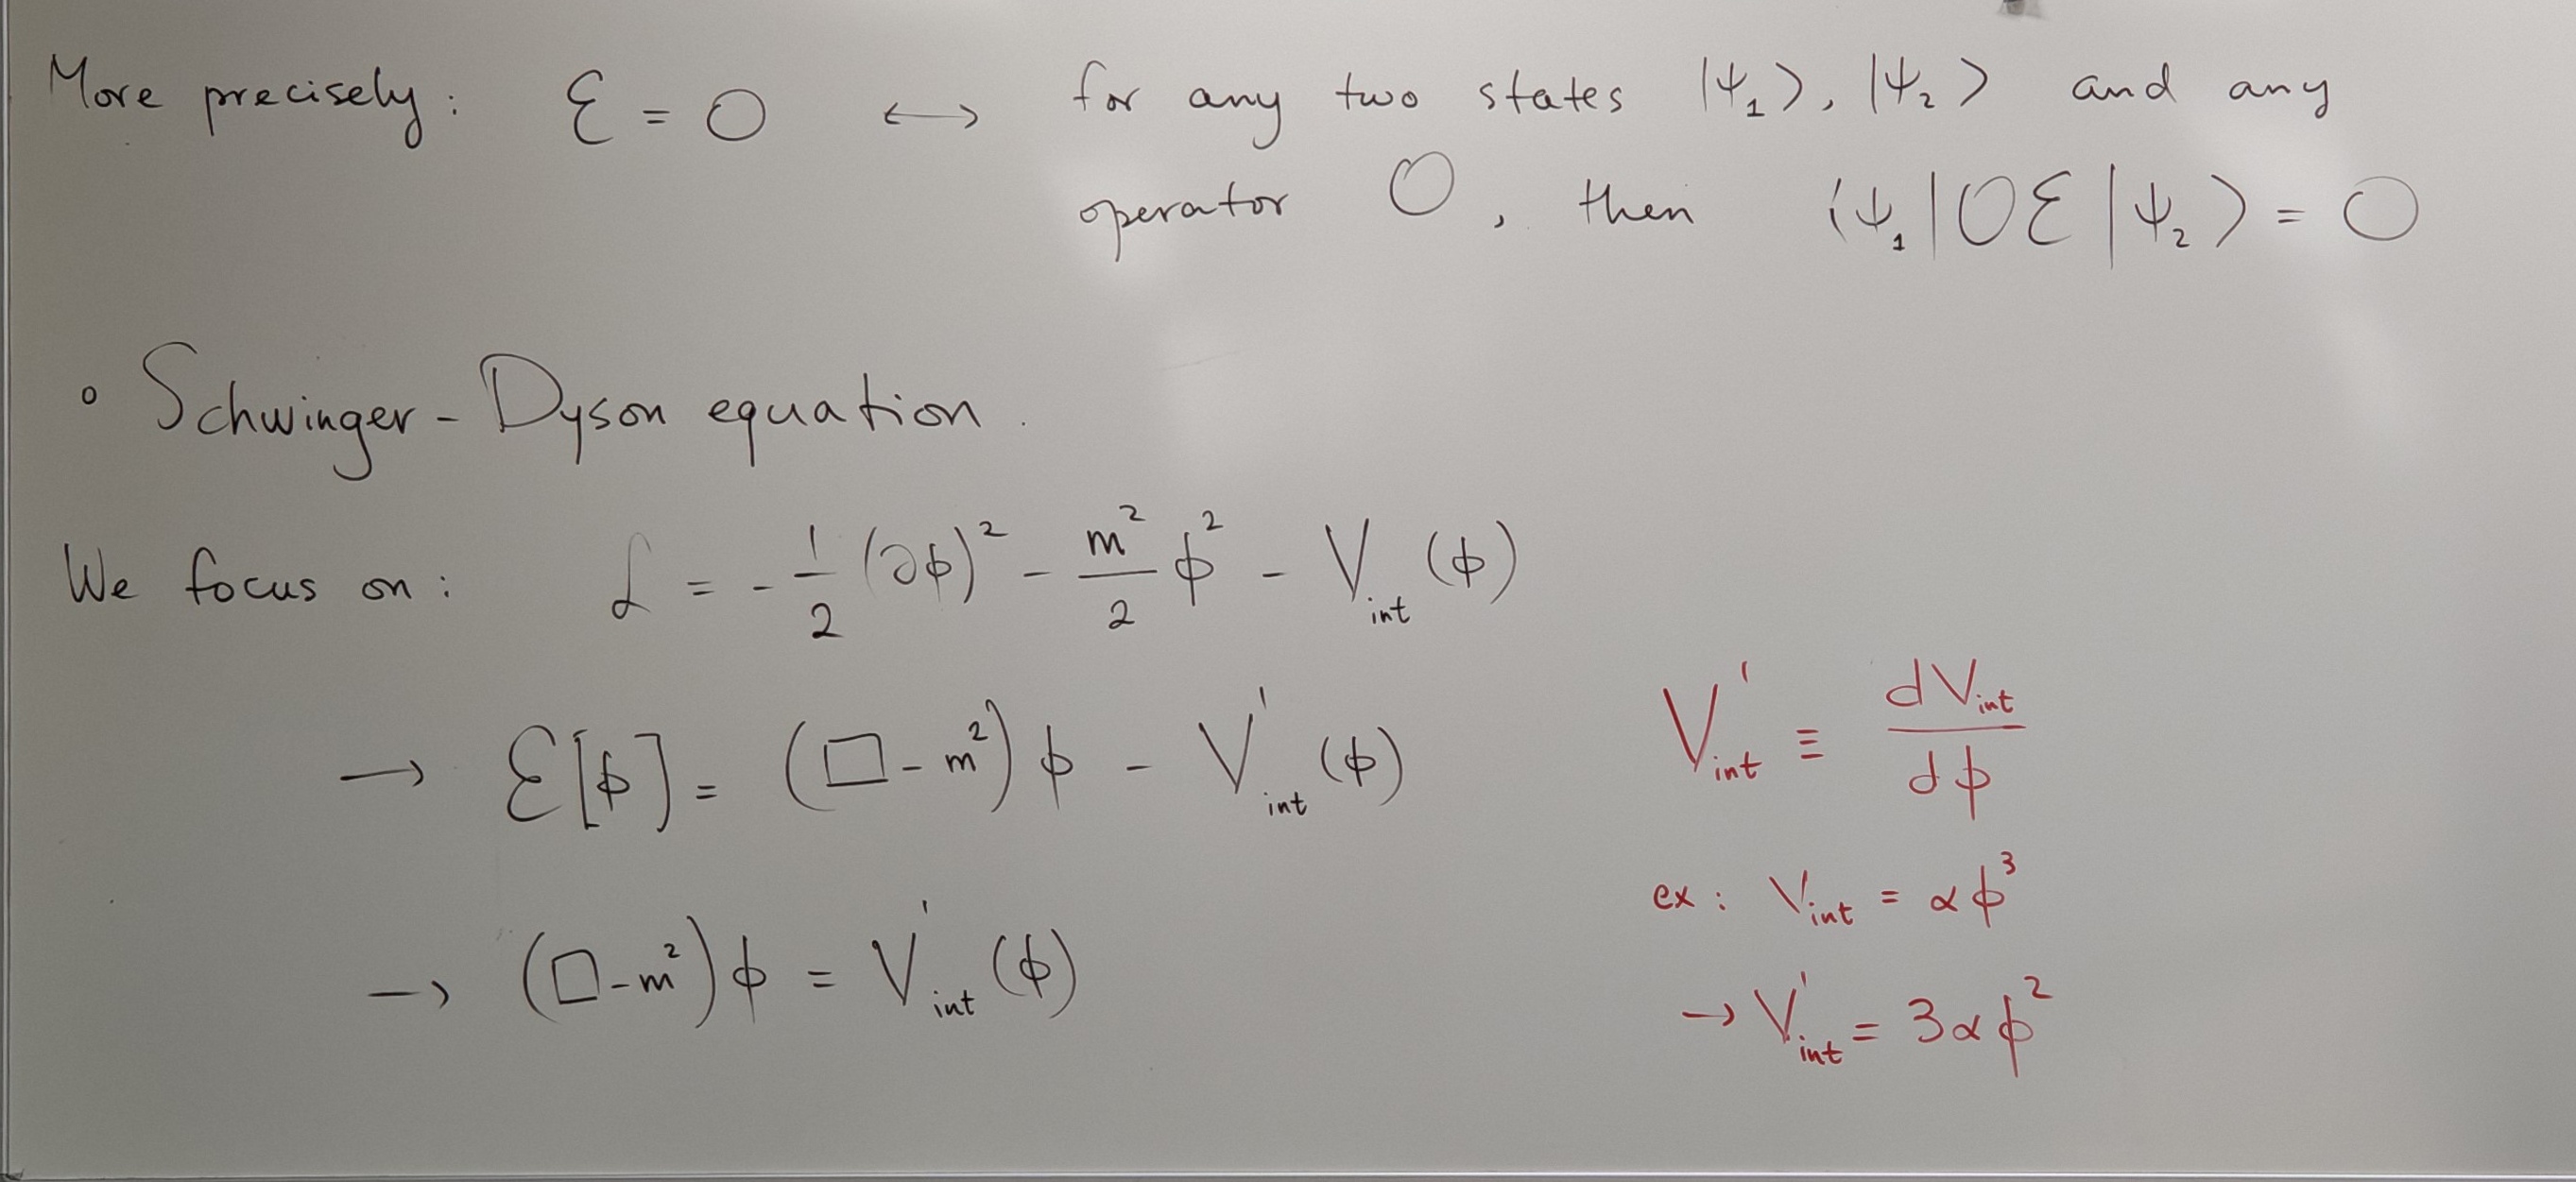 More precisely: ℰ = 0 ⟷ for any two states |ψ₁⟩, |ψ₂⟩ and any
operator 𝒪, then ⟨ψ₁|𝒪ℰ|ψ₂⟩ = 0
∘ Schwinger-Dyson equation.
We focus on: ℒ = - 1/2 (∂ϕ)² - m²/2 ϕ² - V_int (ϕ)
→ ℰ[ϕ] = (□ - m²) ϕ - V'_int (ϕ)
→ (□ - m²) ϕ = V'_int (ϕ)
V'_int ≡ dV_int/dϕ
ex : V_int = αϕ³
→ V'_int = 3αϕ²